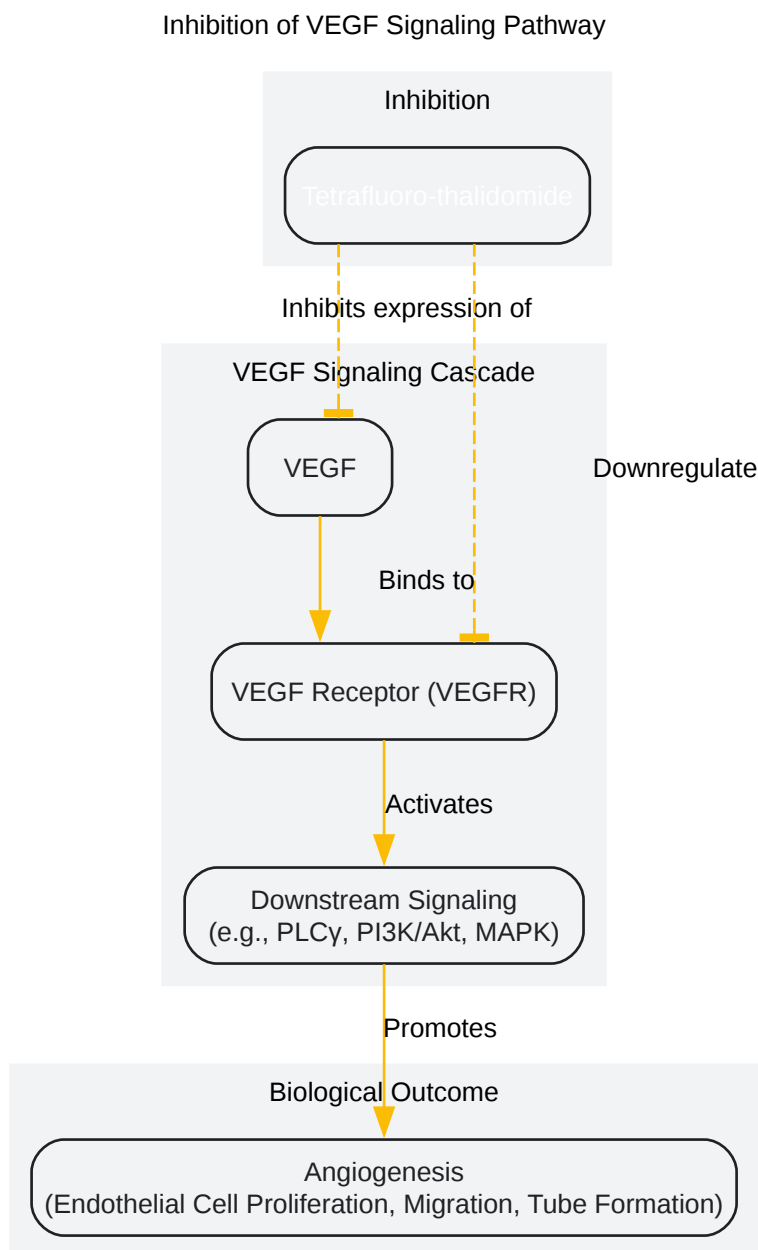 Inhibition of VEGF Signaling Pathway
Inhibition
Tetrafluoro-thalidomide
Inhibits expression of
VEGF Signaling Cascade
VEGF
Downregulate
Binds to
VEGF Receptor (VEGFR)
Activates
Downstream Signaling
(e.g., PLCγ, PI3K/Akt, MAPK)
Promotes
Biological Outcome
Angiogenesis
(Endothelial Cell Proliferation, Migration, Tube Formation)